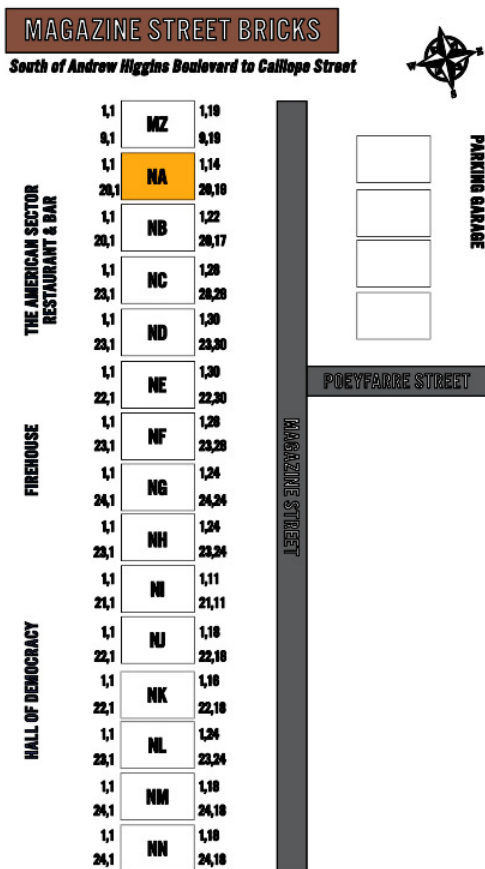 MAGAZINE STREET BRICKS
South of Andrew Higgins Boulevard to Calliope Street
N
E
S
W
PARKING GARAGE
THE AMERICAN SECTOR
RESTAURANT & BAR
FIREHOUSE
HALL OF DEMOCRACY
1,1 MZ 1,19
9,1 9,19
1,1 NA 1,14
20,1 20,19
1,1 NB 1,22
20,1 20,17
1,1 NC 1,28
23,1 28,28
1,1 ND 1,30
23,1 23,30
1,1 NE 1,30
22,1 22,30
1,1 NF 1,28
23,1 23,28
1,1 NG 1,24
24,1 24,24
1,1 NH 1,24
23,1 23,24
1,1 NI 1,11
21,1 21,11
1,1 NJ 1,18
22,1 22,18
1,1 NK 1,18
22,1 22,18
1,1 NL 1,24
23,1 23,24
1,1 NM 1,18
24,1 24,18
1,1 NN 1,18
24,1 24,18
MAGAZINE STREET
POEYFARRE STREET